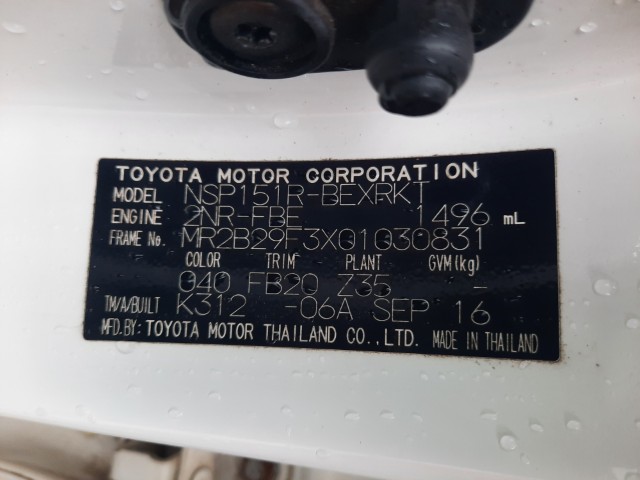 TOYOTA MOTOR CORPORATION
MODEL NSP151R-BEXRKT
ENGINE 2NR-FBE 1496 mL
FRAME No. MR2B29F3X01030831
COLOR TRIM PLANT GVM(kg)
040 FB20 Z35 -
TM/A/BUILT K312 -06A SEP 16
MFD.BY: TOYOTA MOTOR THAILAND CO.,LTD. MADE IN THAILAND